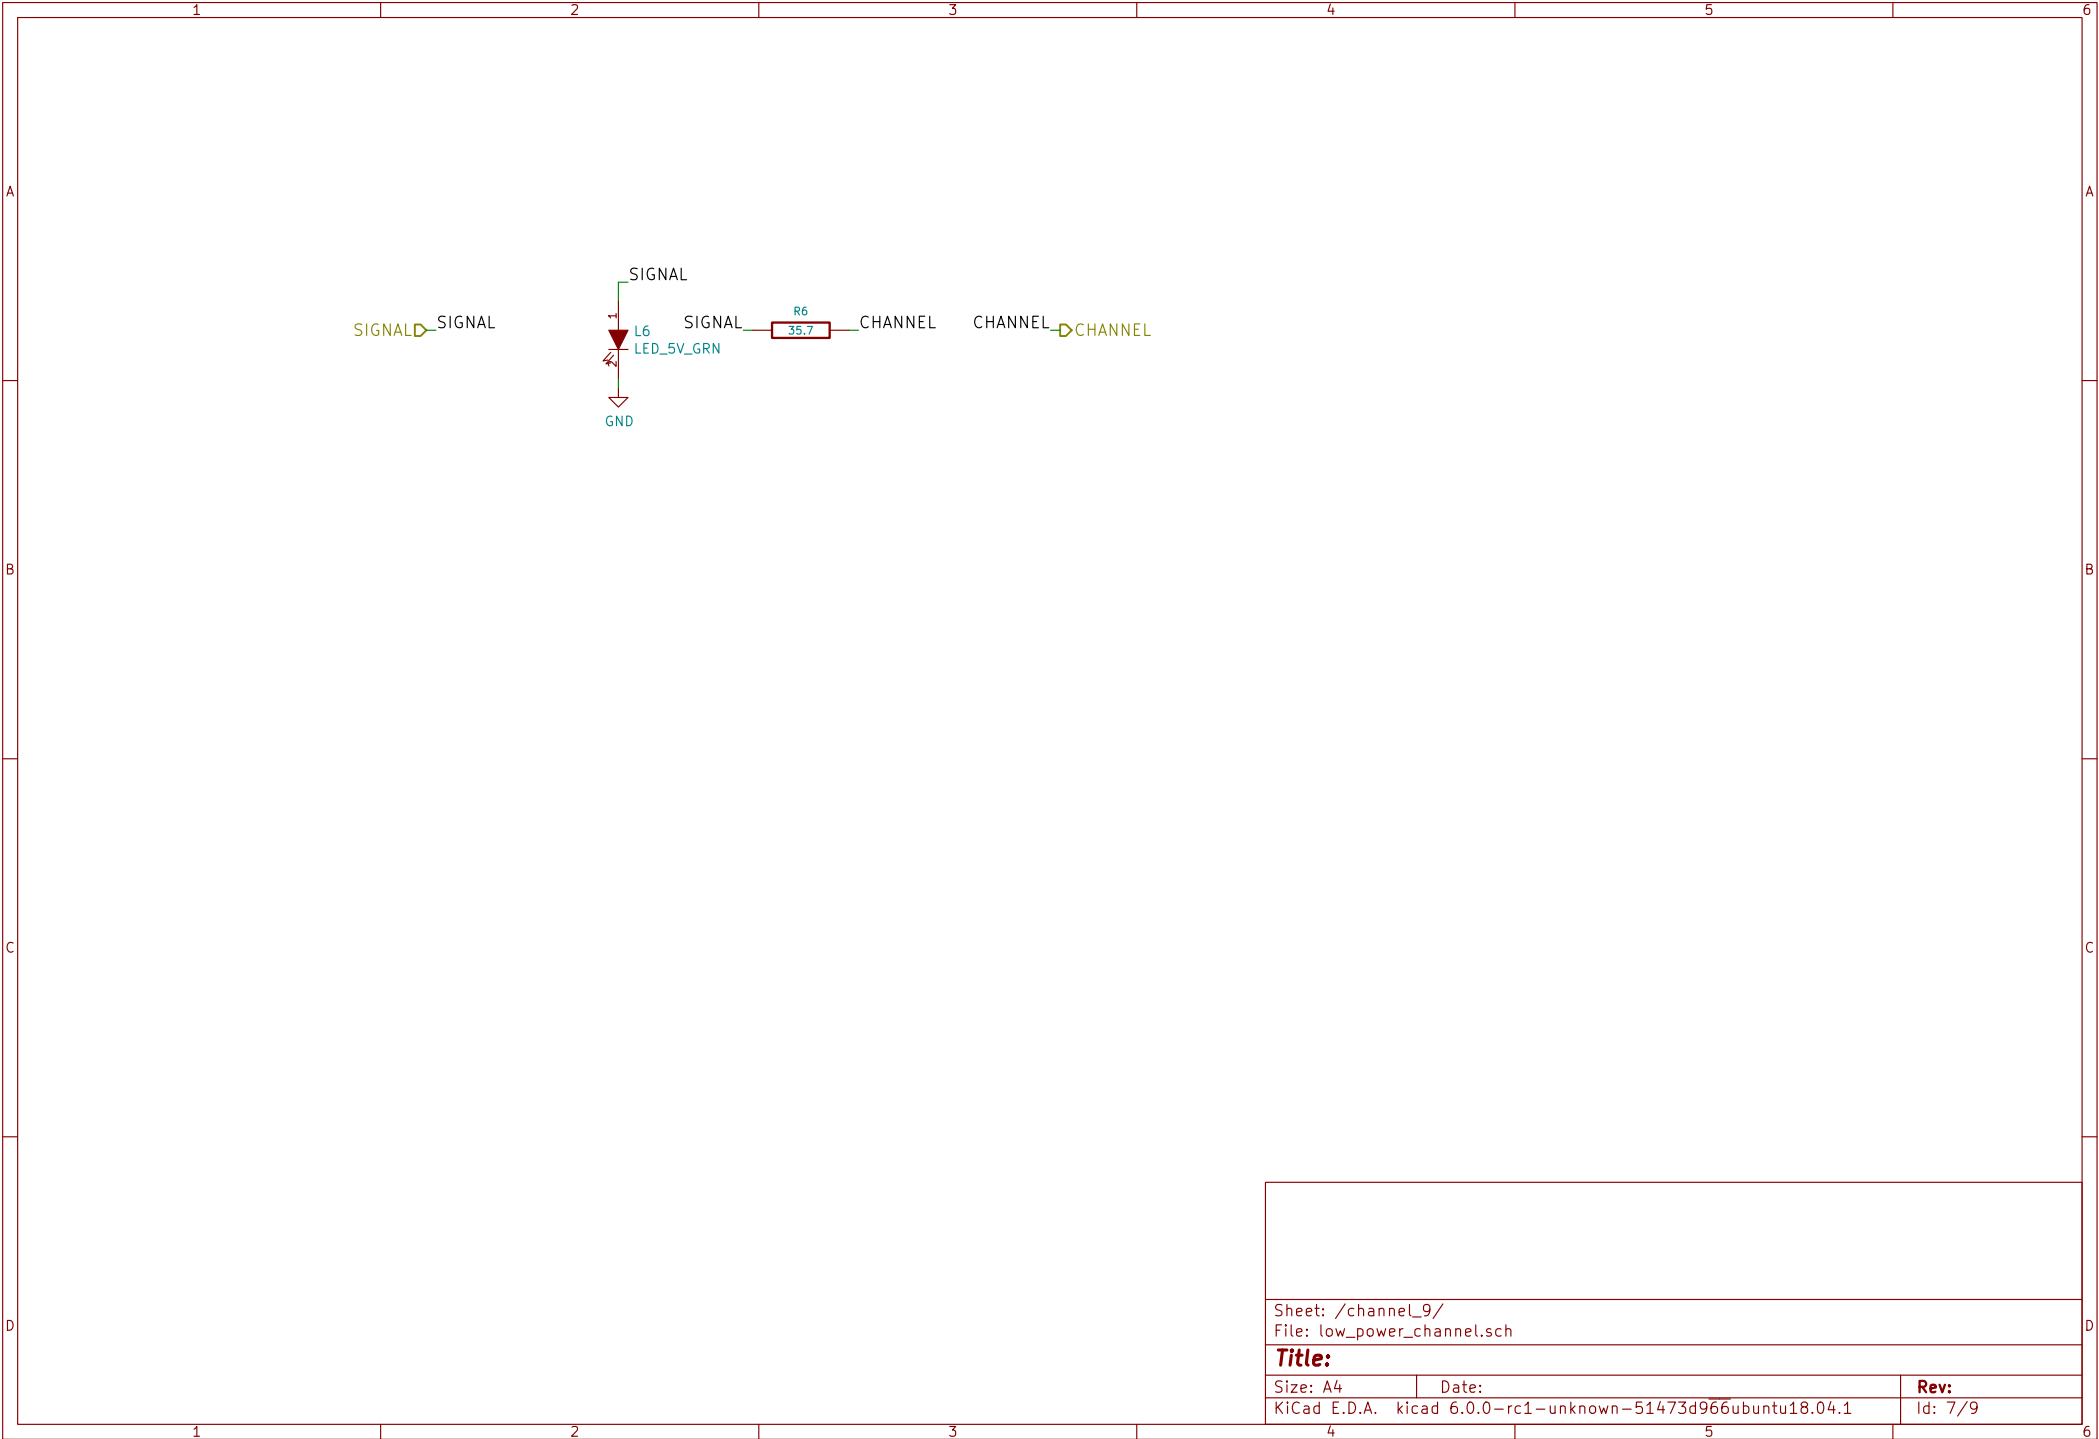 1 2 3 4 5 6
A A
SIGNAL
SIGNAL SIGNAL
1
L6
LED_5V_GRN
2
GND
SIGNAL R6 35.7 CHANNEL
CHANNEL CHANNEL
B B
C C
D D
Sheet: /channel_9/
File: low_power_channel.sch
Title:
Size: A4 Date: Rev:
KiCad E.D.A. kicad 6.0.0-rc1-unknown-51473d966ubuntu18.04.1 Id: 7/9
1 2 3 4 5 6